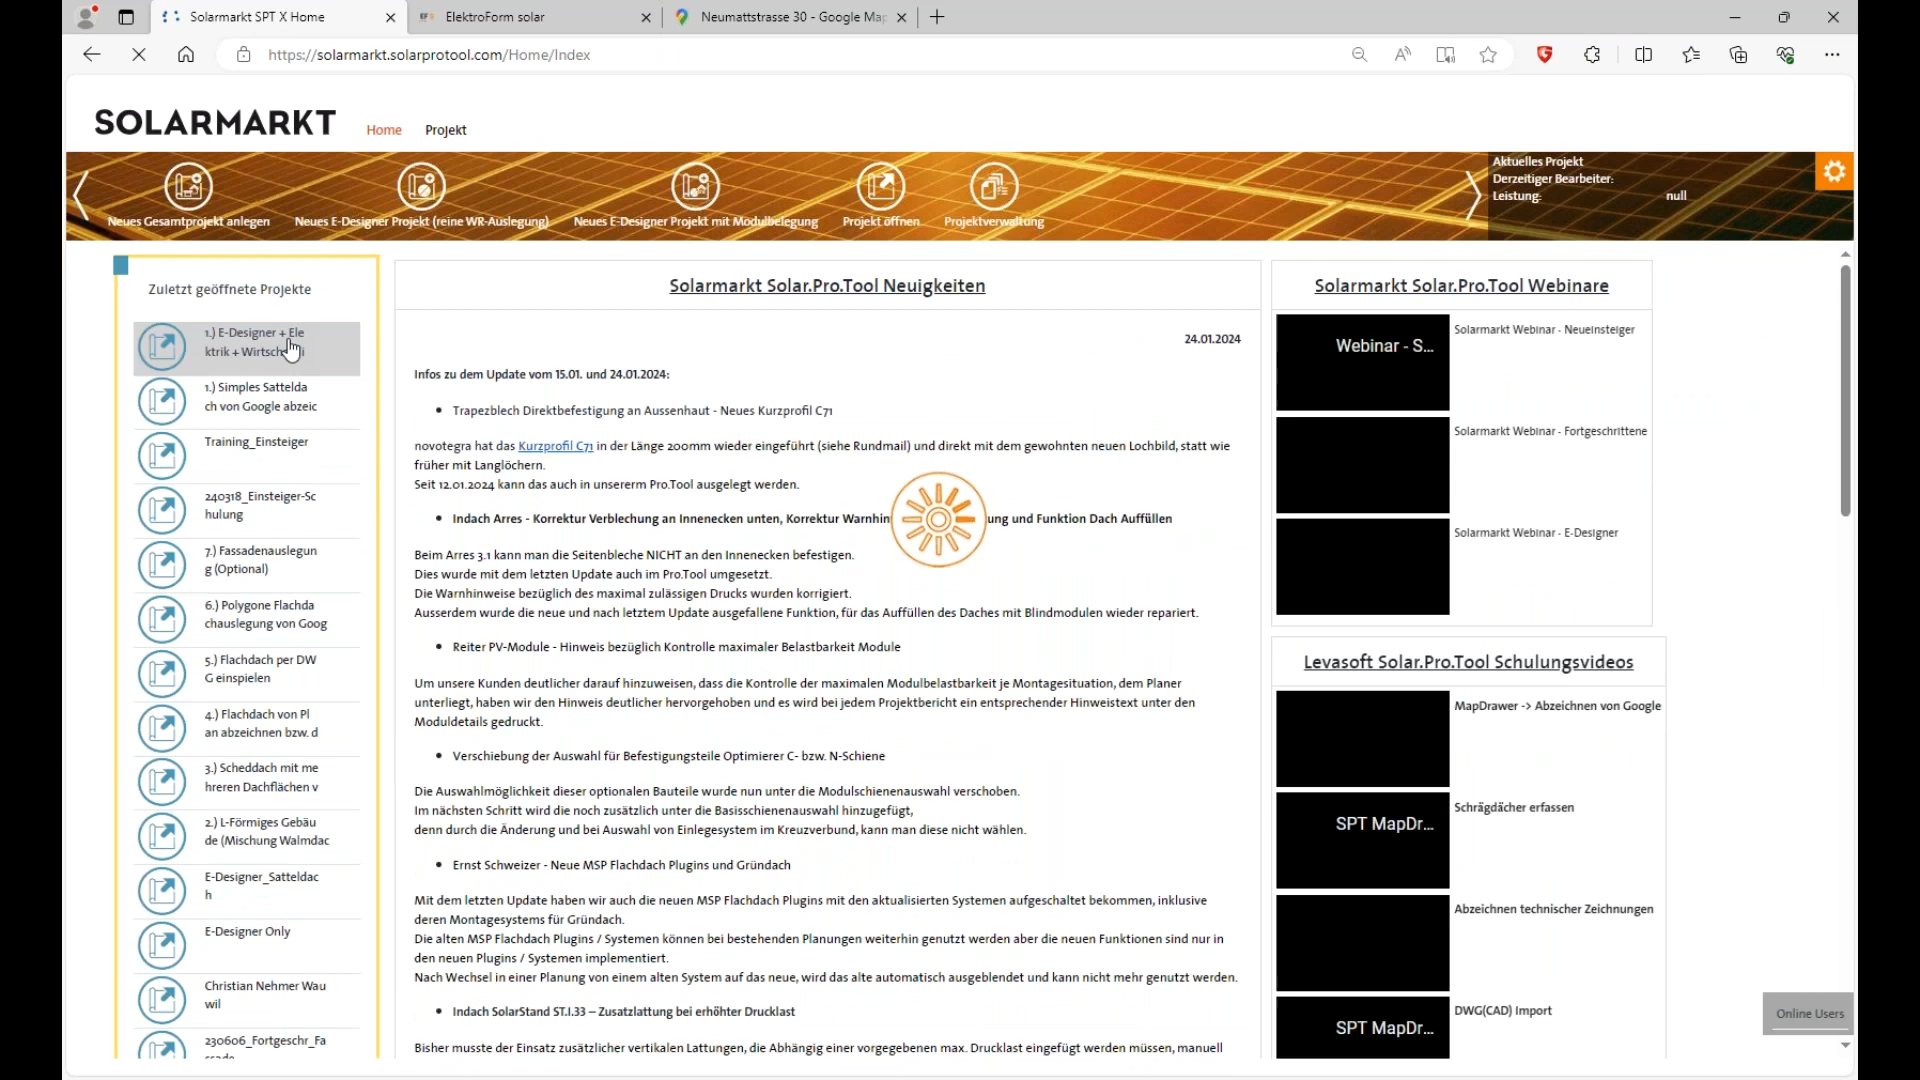 Solarmarkt SPT X Home
ElektroForm solar
Neumattstrasse 30 - Google Map
https://solarmarkt.solarprotool.com/Home/Index
SOLARMARKT
Home
Projekt
Neues Gesamtprojekt anlegen
Neues E-Designer Projekt (reine WR-Auslegung)
Neues E-Designer Projekt mit Modulbelegung
Projekt öffnen
Projektverwaltung
Aktuelles Projekt
Derzeitiger Bearbeiter:
Leistung: null
Zuletzt geöffnete Projekte
1.) E-Designer + Ele
ktrik + Wirtsch
1.) Simples Sattelda
ch von Google abzeic
Training_Einsteiger
240318_Einsteiger-Sc
hulung
7.) Fassadenauslegun
g (Optional)
6.) Polygone Flachda
chauslegung von Goog
5.) Flachdach per DW
G einspielen
4.) Flachdach von Pl
an abzeichnen bzw. d
3.) Scheddach mit me
hreren Dachflächen v
2.) L-Förmiges Gebäu
de (Mischung Walmdac
E-Designer_Satteldac
h
E-Designer Only
Christian Nehmer Wau
wil
230606_Fortgeschr_Fa
Solarmarkt Solar.Pro.Tool Neuigkeiten
24.01.2024
Infos zu dem Update vom 15.01. und 24.01.2024:
• Trapezblech Direktbefestigung an Aussenhaut - Neues Kurzprofil C71
novotegra hat das Kurzprofil C71 in der Länge 200mm wieder eingeführt (siehe Rundmail) und direkt mit dem gewohnten neuen Lochbild, statt wie
früher mit Langlöchern.
Seit 12.01.2024 kann das auch in unsererm Pro.Tool ausgelegt werden.
• Indach Arres - Korrektur Verblechung an Innenecken unten, Korrektur Warnhin ung und Funktion Dach Auffüllen
Beim Arres 3.1 kann man die Seitenbleche NICHT an den Innenecken befestigen.
Dies wurde mit dem letzten Update auch im Pro.Tool umgesetzt.
Die Warnhinweise bezüglich des maximal zulässigen Drucks wurden korrigiert.
Ausserdem wurde die neue und nach letztem Update ausgefallene Funktion, für das Auffüllen des Daches mit Blindmodulen wieder repariert.
• Reiter PV-Module - Hinweis bezüglich Kontrolle maximaler Belastbarkeit Module
Um unsere Kunden deutlicher darauf hinzuweisen, dass die Kontrolle der maximalen Modulbelastbarkeit je Montagesituation, dem Planer
unterliegt, haben wir den Hinweis deutlicher hervorgehoben und es wird bei jedem Projektbericht ein entsprechender Hinweistext unter den
Moduldetails gedruckt.
• Verschiebung der Auswahl für Befestigungsteile Optimierer C- bzw. N-Schiene
Die Auswahlmöglichkeit dieser optionalen Bauteile wurde nun unter die Modulschienenauswahl verschoben.
Im nächsten Schritt wird die noch zusätzlich unter die Basisschienenauswahl hinzugefügt,
denn durch die Änderung und bei Auswahl von Einlegesystem im Kreuzverbund, kann man diese nicht wählen.
• Ernst Schweizer - Neue MSP Flachdach Plugins und Gründach
Mit dem letzten Update haben wir auch die neuen MSP Flachdach Plugins mit den aktualisierten Systemen aufgeschaltet bekommen, inklusive
deren Montagesystems für Gründach.
Die alten MSP Flachdach Plugins / Systemen können bei bestehenden Planungen weiterhin genutzt werden aber die neuen Funktionen sind nur in
den neuen Plugins / Systemen implementiert.
Nach Wechsel in einer Planung von einem alten System auf das neue, wird das alte automatisch ausgeblendet und kann nicht mehr genutzt werden.
• Indach SolarStand ST.I.33 – Zusatzlattung bei erhöhter Drucklast
Bisher musste der Einsatz zusätzlicher vertikalen Lattungen, die Abhängig einer vorgegebenen max. Drucklast eingefügt werden müssen, manuell
Solarmarkt Solar.Pro.Tool Webinare
Webinar - S...
Solarmarkt Webinar - Neueinsteiger
Solarmarkt Webinar - Fortgeschrittene
Solarmarkt Webinar - E-Designer
Levasoft Solar.Pro.Tool Schulungsvideos
MapDrawer -> Abzeichnen von Google
SPT MapDr...
Schrägdächer erfassen
Abzeichnen technischer Zeichnungen
SPT MapDr...
DWG(CAD) Import
Online Users